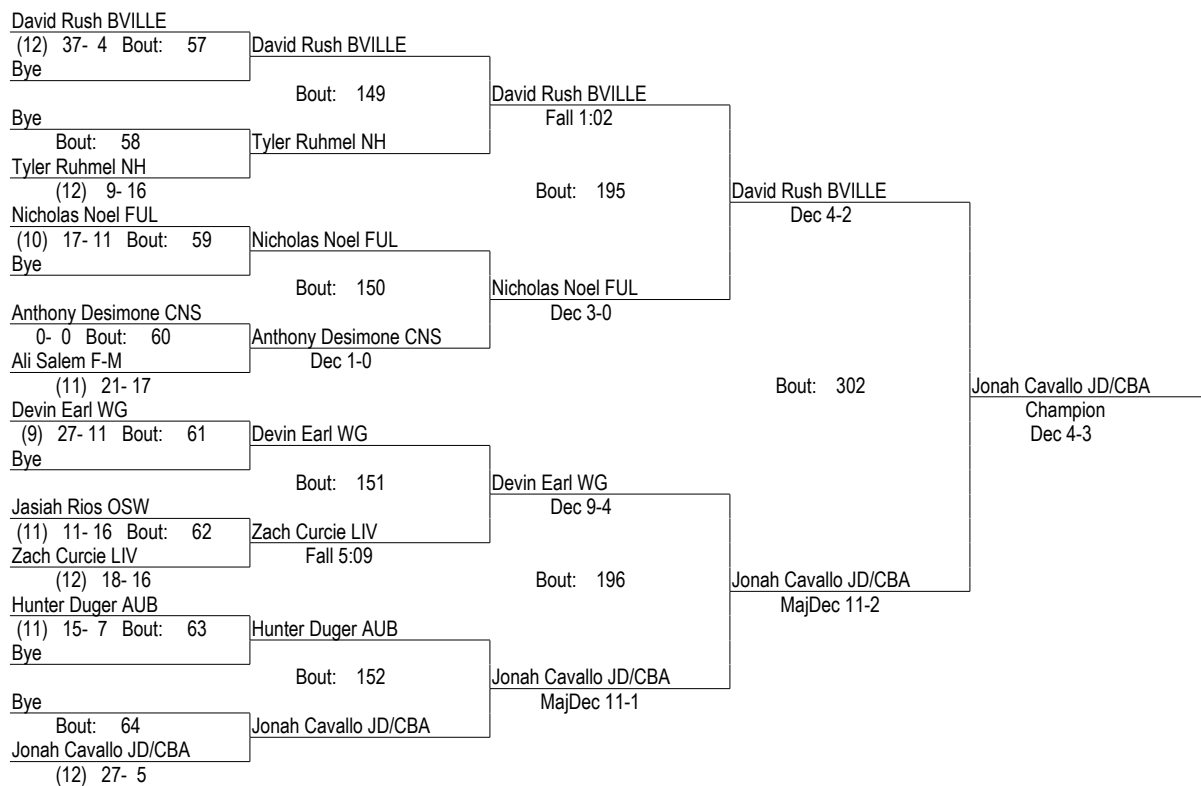 David Rush BVILLE
(12) 37- 4 Bout: 57
Bye
David Rush BVILLE
Bout: 149
Bye
Bout: 58
Tyler Ruhmel NH
(12) 9- 16
Tyler Ruhmel NH
David Rush BVILLE
Fall 1:02
Bout: 195
Nicholas Noel FUL
(10) 17- 11 Bout: 59
Bye
Nicholas Noel FUL
Bout: 150
Anthony Desimone CNS
0- 0 Bout: 60
Ali Salem F-M
(11) 21- 17
Anthony Desimone CNS
Dec 1-0
Nicholas Noel FUL
Dec 3-0
David Rush BVILLE
Dec 4-2
Bout: 302
Devin Earl WG
(9) 27- 11 Bout: 61
Bye
Devin Earl WG
Bout: 151
Jasiah Rios OSW
(11) 11- 16 Bout: 62
Zach Curcie LIV
(12) 18- 16
Zach Curcie LIV
Fall 5:09
Devin Earl WG
Dec 9-4
Bout: 196
Hunter Duger AUB
(11) 15- 7 Bout: 63
Bye
Hunter Duger AUB
Bout: 152
Bye
Bout: 64
Jonah Cavallo JD/CBA
(12) 27- 5
Jonah Cavallo JD/CBA
Jonah Cavallo JD/CBA
MajDec 11-1
Jonah Cavallo JD/CBA
MajDec 11-2
Jonah Cavallo JD/CBA
Champion
Dec 4-3